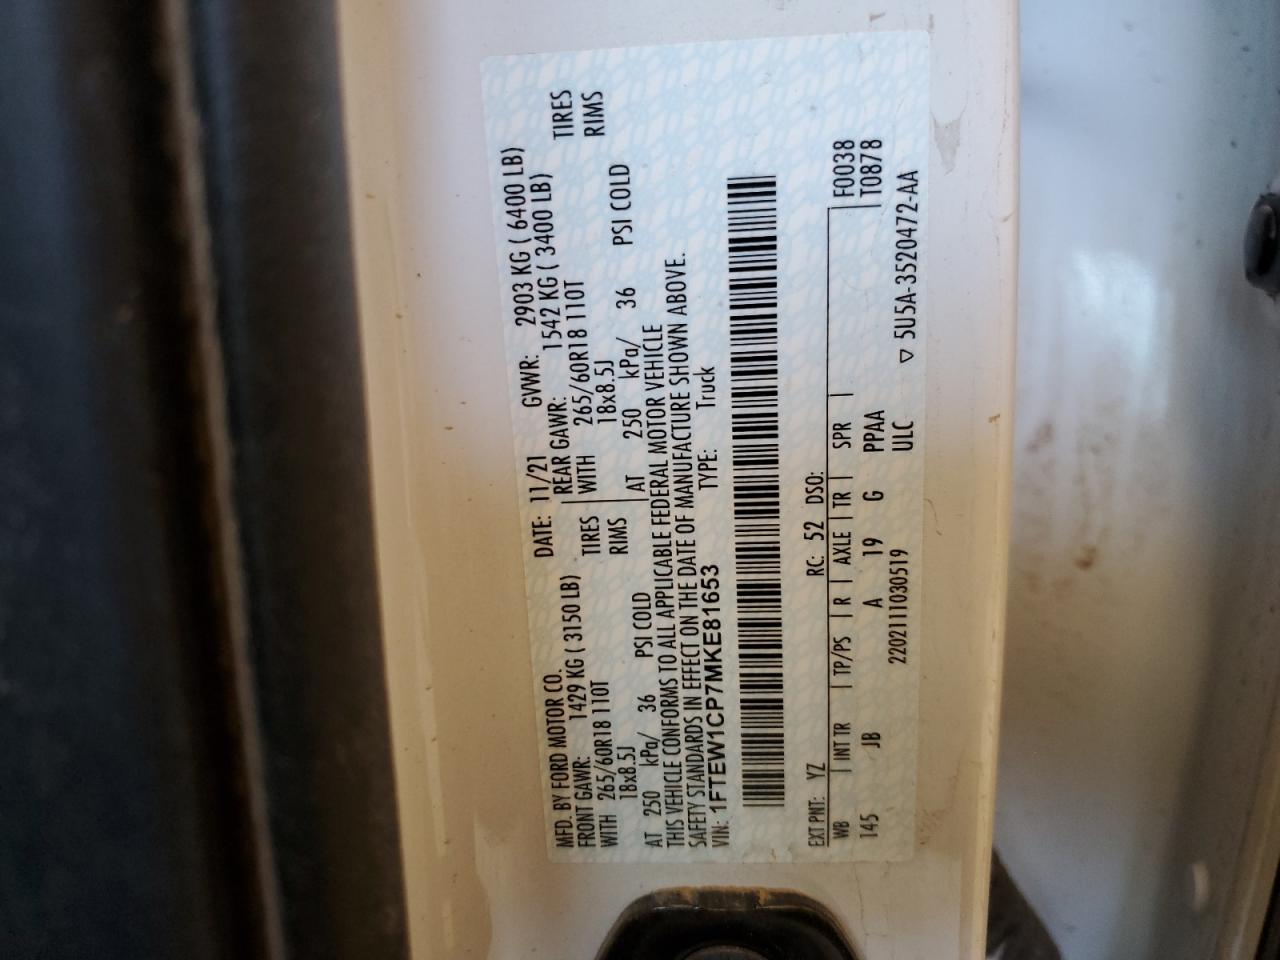 MFD. BY FORD MOTOR CO. DATE: 11/21 GVWR: 2903 KG ( 6400 LB)
FRONT GAWR: 1429 KG ( 3150 LB) REAR GAWR: 1542 KG ( 3400 LB)
WITH 265/60R18 110T TIRES WITH 265/60R18 110T TIRES
18x8.5J RIMS 18x8.5J RIMS
AT 250 kPa/ 36 PSI COLD AT 250 kPa/ 36 PSI COLD
THIS VEHICLE CONFORMS TO ALL APPLICABLE FEDERAL MOTOR VEHICLE
SAFETY STANDARDS IN EFFECT ON THE DATE OF MANUFACTURE SHOWN ABOVE.
VIN: 1FTEW1CP7MKE81653 TYPE: Truck
EXT PNT: YZ RC: 52 DSO:
WB INT TR TP/PS R AXLE TR SPR F0038
145 JB A 19 G PPAA T0878
2202111030519 ULC
▽ 5U5A-3520472-AA